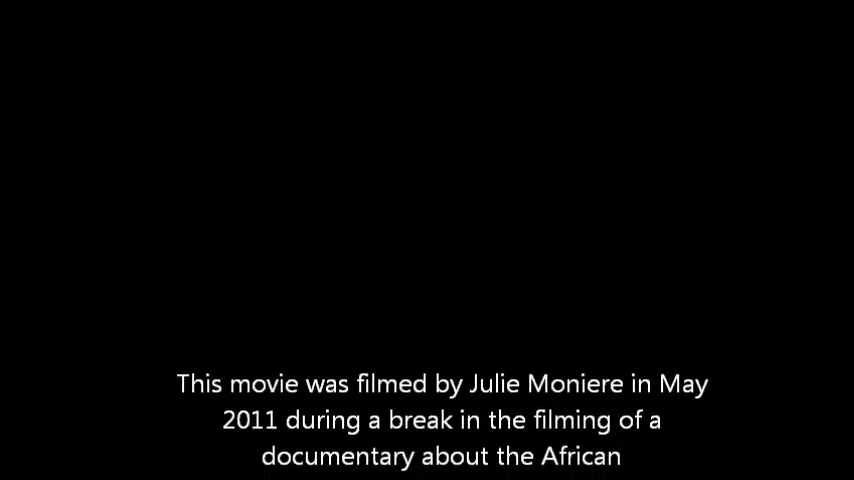 This movie was filmed by Julie Moniere in May
2011 during a break in the filming of a
documentary about the African